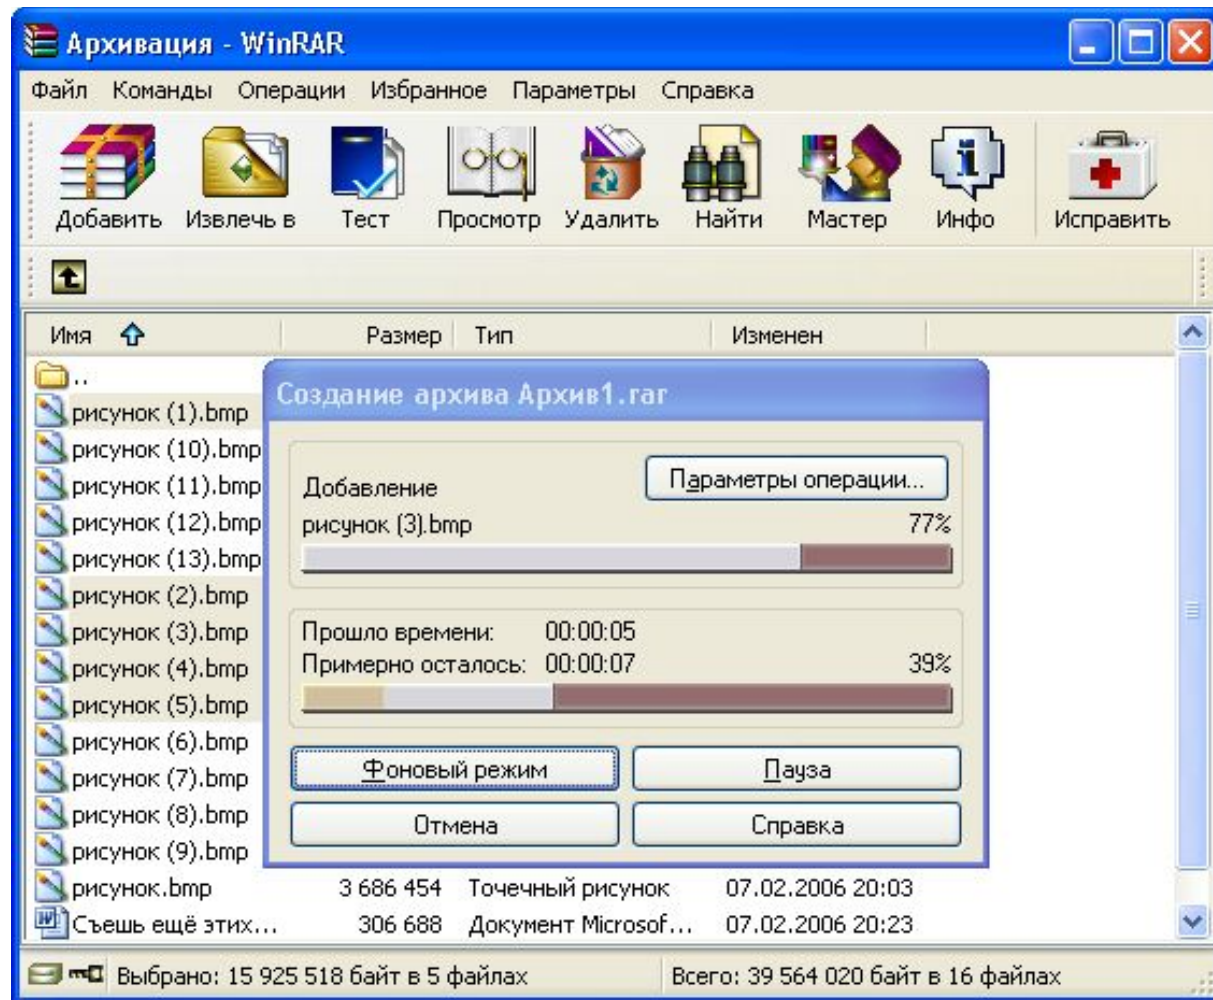 Архивация - WinRAR
Файл Команды Операции Избранное Параметры Справка
Добавить Извлечь в Тест Просмотр Удалить Найти Мастер Инфо Исправить
Имя Размер Тип Изменен
..
рисунок (1).bmp
рисунок (10).bmp
рисунок (11).bmp
рисунок (12).bmp
рисунок (13).bmp
рисунок (2).bmp
рисунок (3).bmp
рисунок (4).bmp
рисунок (5).bmp
рисунок (6).bmp
рисунок (7).bmp
рисунок (8).bmp
рисунок (9).bmp
рисунок.bmp 3 686 454 Точечный рисунок 07.02.2006 20:03
Съешь ещё этих... 306 688 Документ Microsof... 07.02.2006 20:23
Создание архива Архив1.rar
Параметры операции...
Добавление
рисунок (3).bmp 77%
Прошло времени: 00:00:05
Примерно осталось: 00:00:07 39%
Фоновый режим Пауза
Отмена Справка
Выбрано: 15 925 518 байт в 5 файлах Всего: 39 564 020 байт в 16 файлах